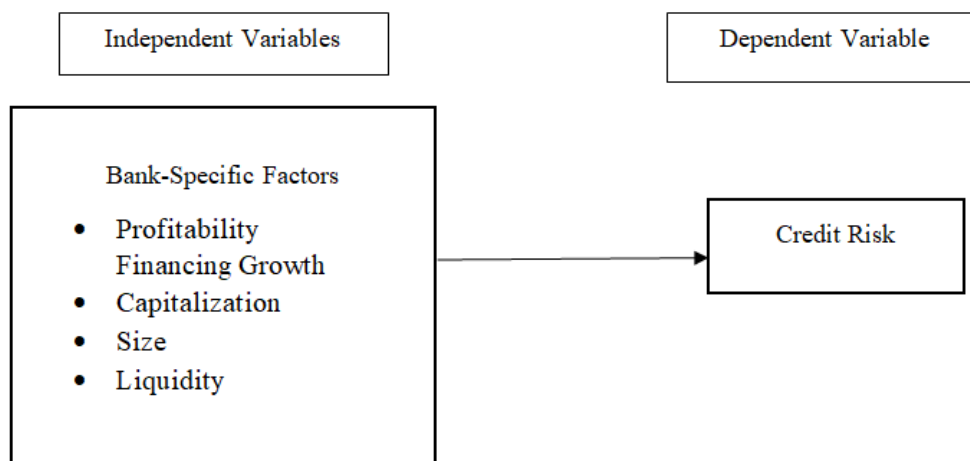 Independent Variables
Dependent Variable
Bank-Specific Factors
• Profitability
Financing Growth
• Capitalization
• Size
• Liquidity
Credit Risk